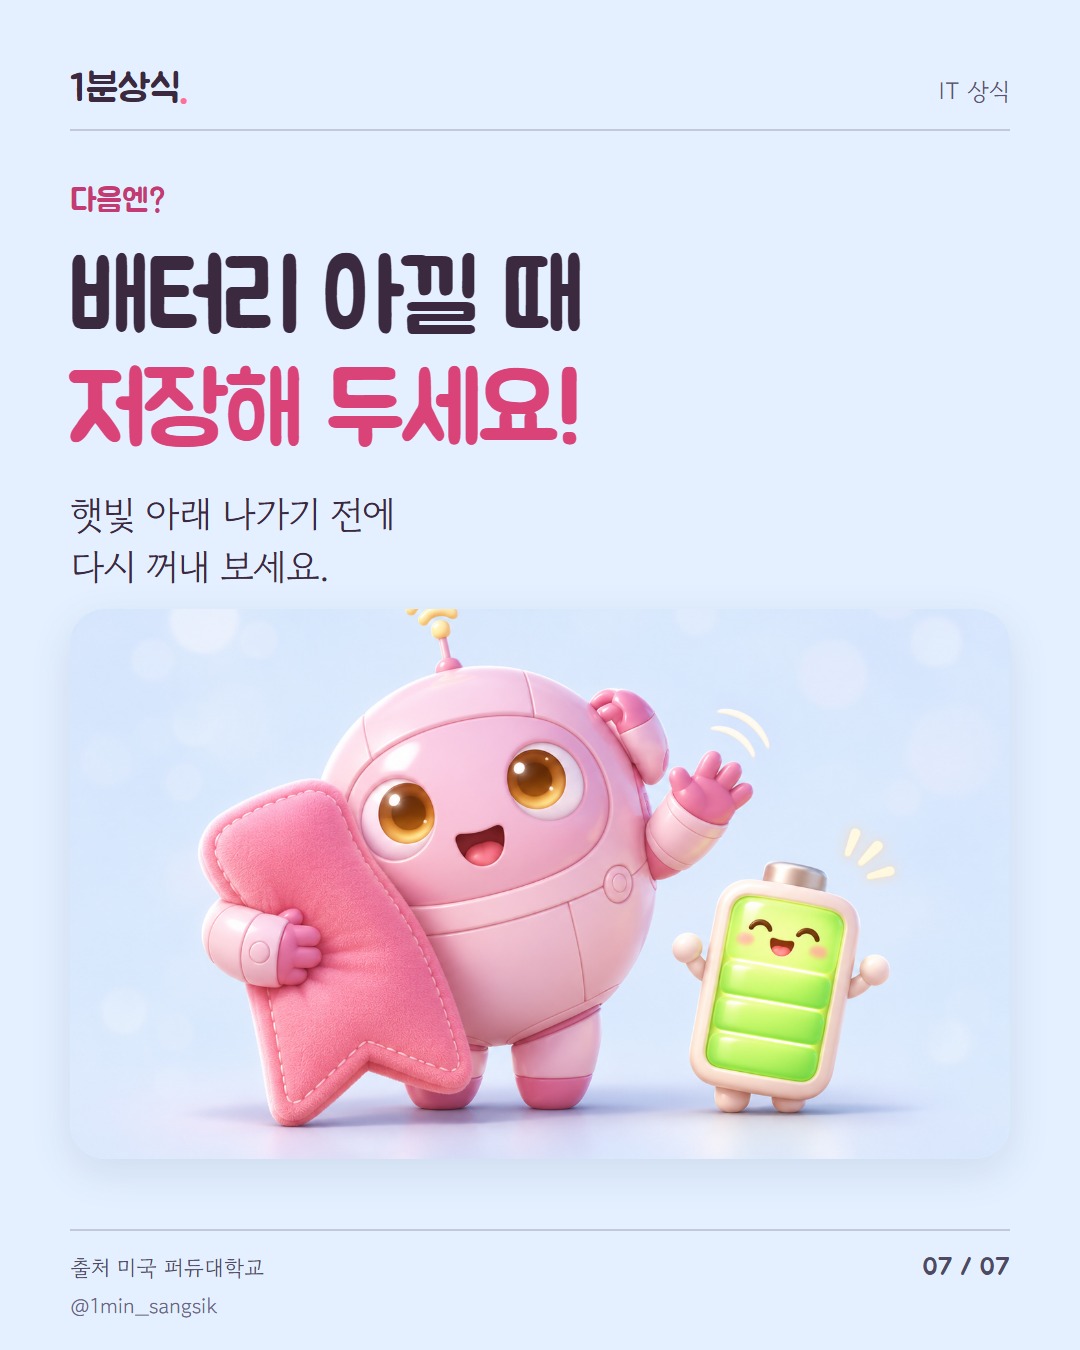 1분상식.
IT 상식
다음엔?
배터리 아낄 때
저장해 두세요!
햇빛 아래 나가기 전에
다시 꺼내 보세요.
출처 미국 퍼듀대학교
07 / 07
@1min_sangsik